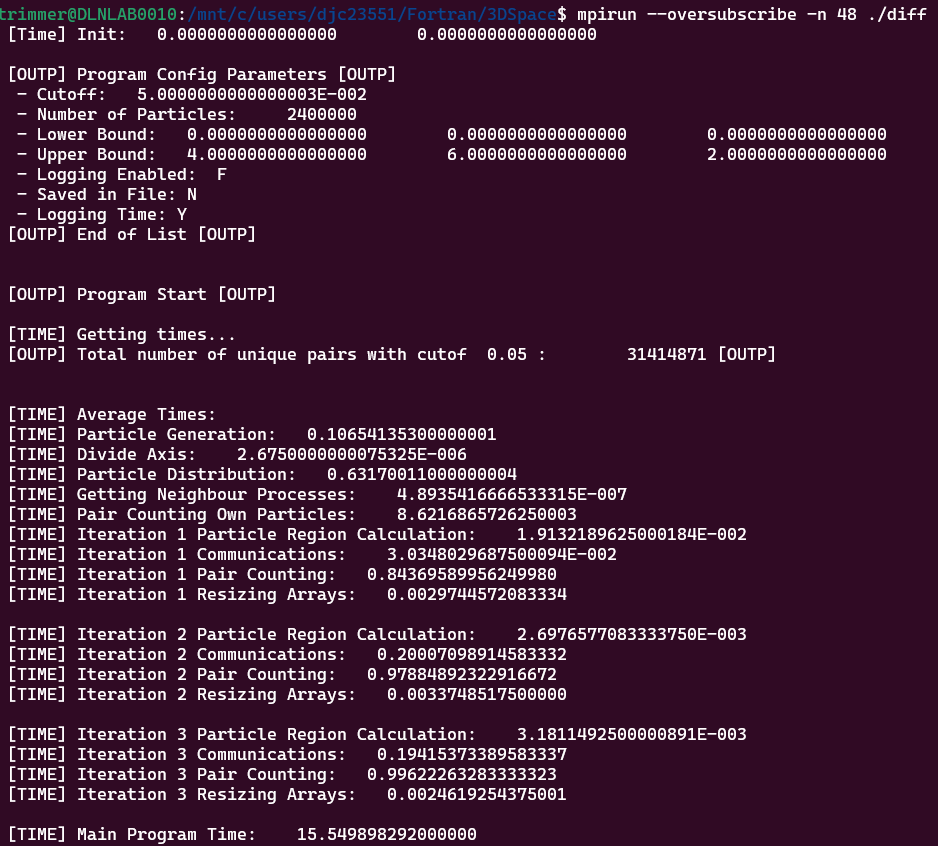 trimmer@DLNLAB0010:/mnt/c/users/djc23551/Fortran/3DSpace$ mpirun --oversubscribe -n 48 ./diff
[Time] Init:   0.0000000000000000        0.0000000000000000
[OUTP] Program Config Parameters [OUTP]
 - Cutoff:   5.0000000000000003E-002
 - Number of Particles:     2400000
 - Lower Bound:   0.0000000000000000        0.0000000000000000        0.0000000000000000
 - Upper Bound:   4.0000000000000000        6.0000000000000000        2.0000000000000000
 - Logging Enabled:  F
 - Saved in File: N
 - Logging Time: Y
[OUTP] End of List [OUTP]
[OUTP] Program Start [OUTP]
[TIME] Getting times...
[OUTP] Total number of unique pairs with cutof  0.05 :        31414871 [OUTP]
[TIME] Average Times:
[TIME] Particle Generation:   0.10654135300000001
[TIME] Divide Axis:    2.6750000000075325E-006
[TIME] Particle Distribution:   0.63170011000000004
[TIME] Getting Neighbour Processes:    4.8935416666533315E-007
[TIME] Pair Counting Own Particles:    8.6216865726250003
[TIME] Iteration 1 Particle Region Calculation:    1.9132189625000184E-002
[TIME] Iteration 1 Communications:    3.0348029687500094E-002
[TIME] Iteration 1 Pair Counting:   0.84369589956249980
[TIME] Iteration 1 Resizing Arrays:   0.0029744572083334
[TIME] Iteration 2 Particle Region Calculation:    2.6976577083333750E-003
[TIME] Iteration 2 Communications:   0.20007098914583332
[TIME] Iteration 2 Pair Counting:   0.97884892322916672
[TIME] Iteration 2 Resizing Arrays:   0.0033748517500000
[TIME] Iteration 3 Particle Region Calculation:    3.1811492500000891E-003
[TIME] Iteration 3 Communications:   0.19415373389583337
[TIME] Iteration 3 Pair Counting:   0.99622263283333323
[TIME] Iteration 3 Resizing Arrays:   0.0024619254375001
[TIME] Main Program Time:    15.549898292000000